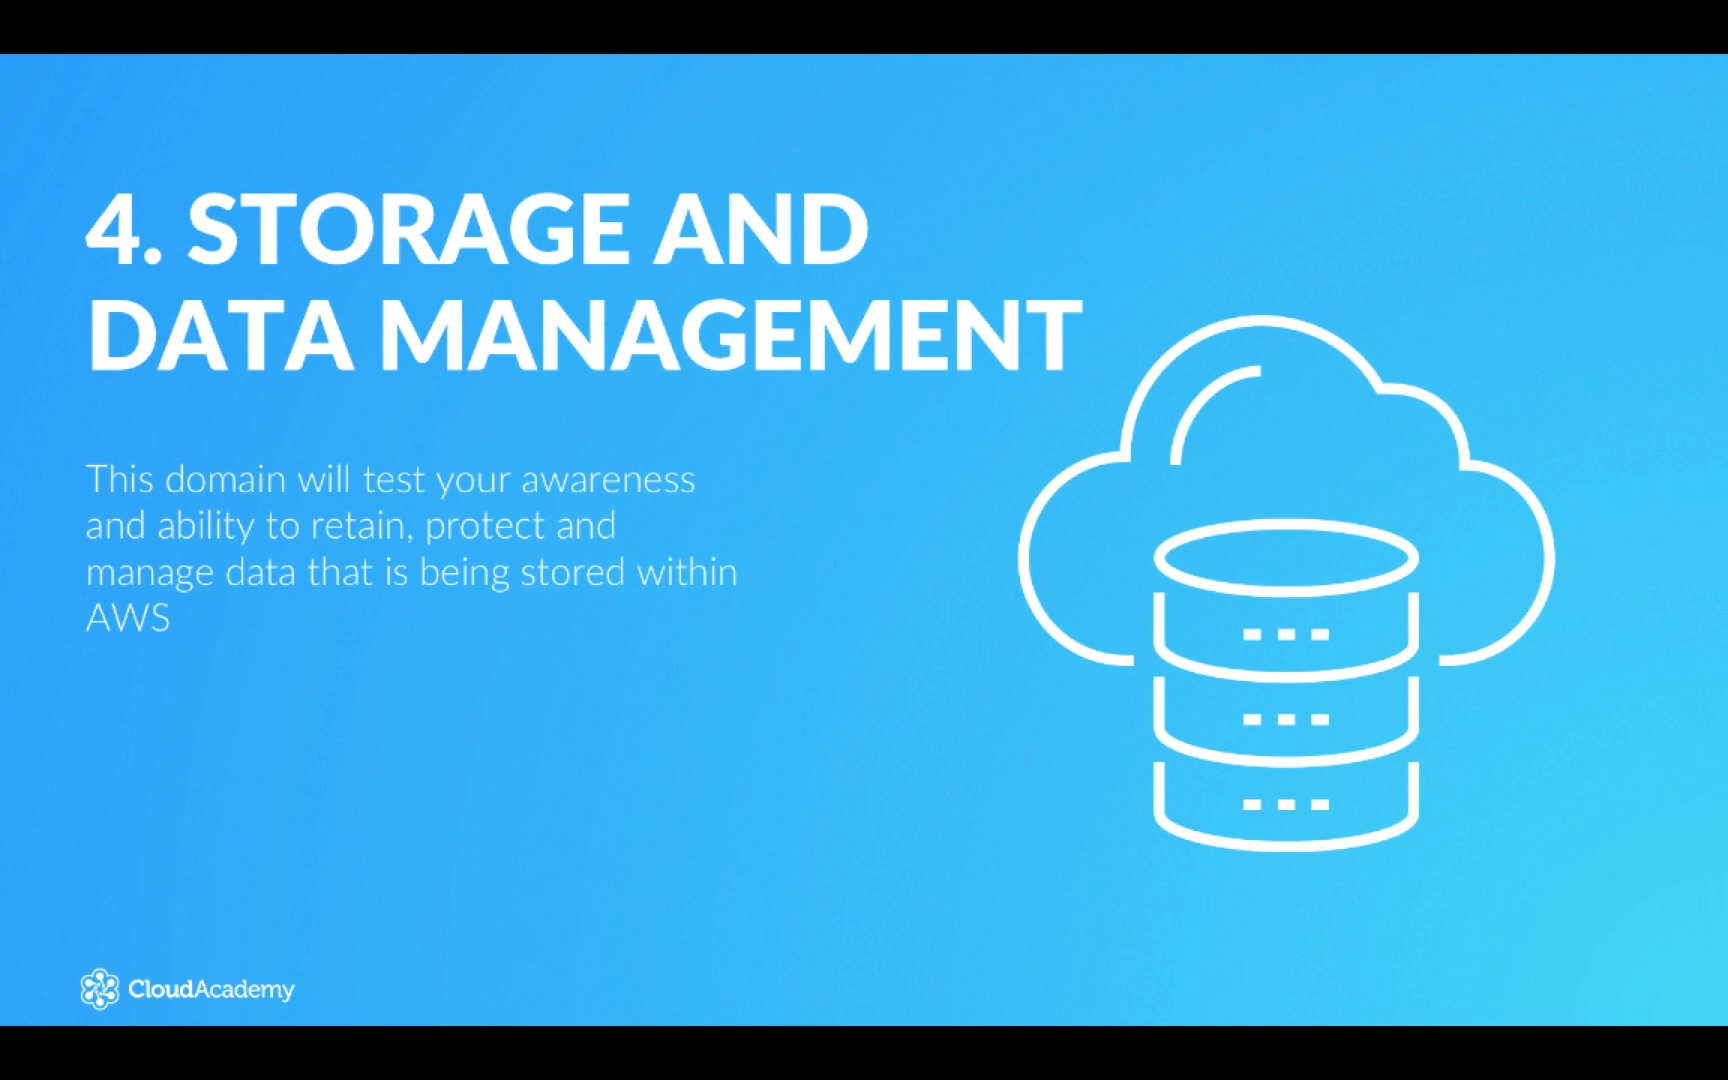 4. STORAGE AND
DATA MANAGEMENT
This domain will test your awareness
and ability to retain, protect and
manage data that is being stored within
AWS
CloudAcademy